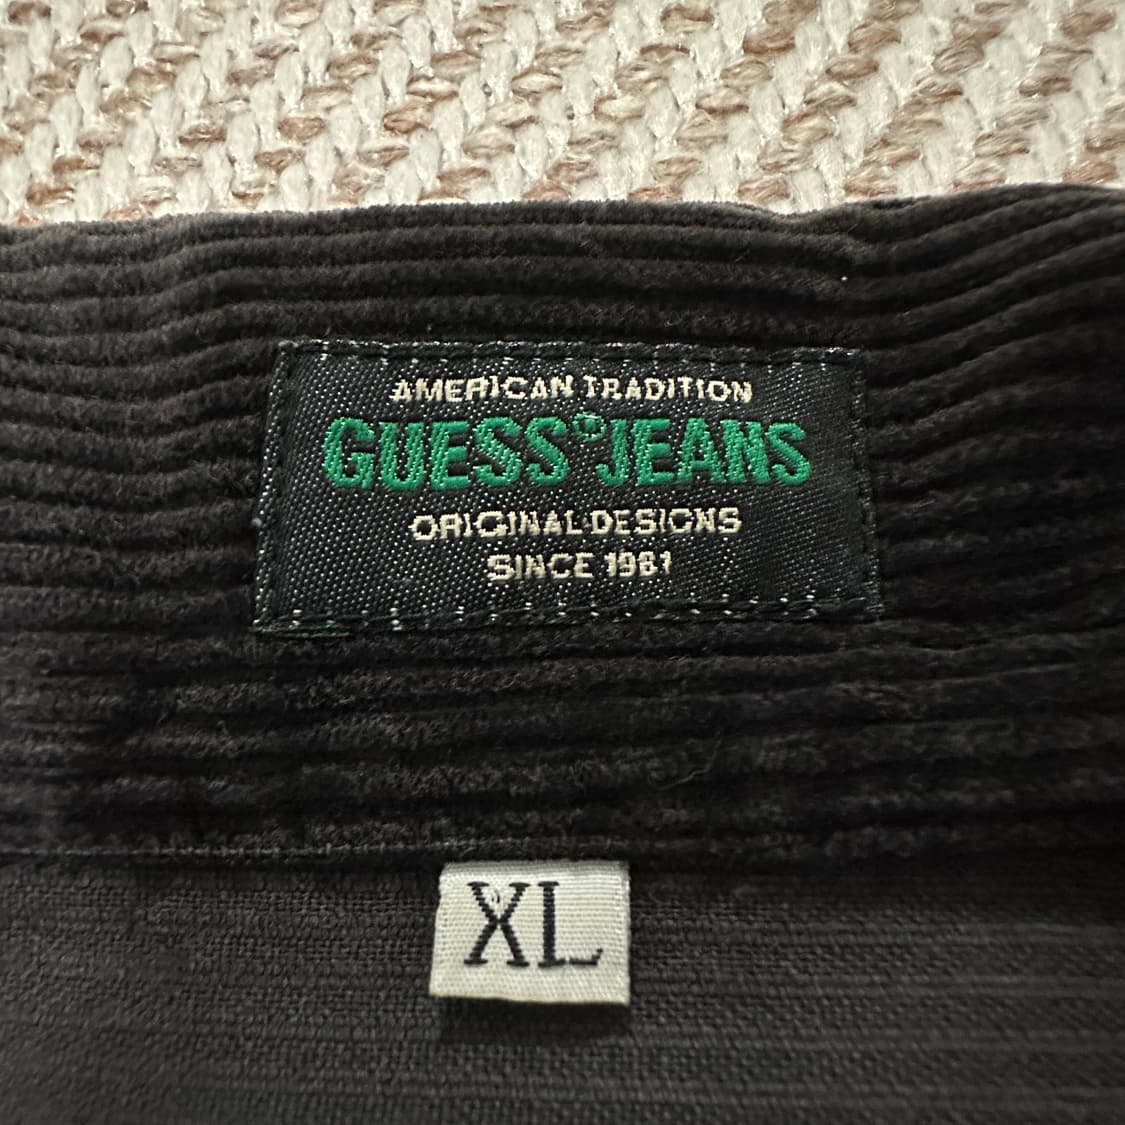 AMERICAN TRADITION
GUESS® JEANS
ORIGINAL DESIGNS
SINCE 1981
XL